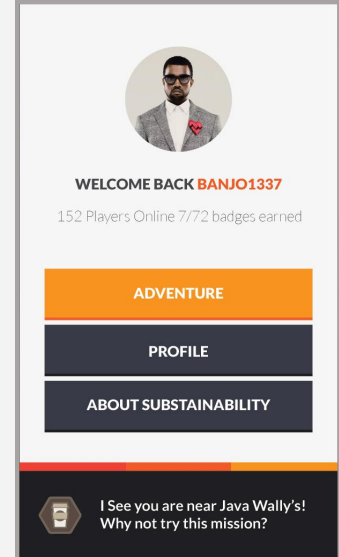 WELCOME BACK BANJO1337
152 Players Online 7/72 badges earned
ADVENTURE
PROFILE
ABOUT SUBSTAINABILITY
I See you are near Java Wally's!
Why not try this mission?